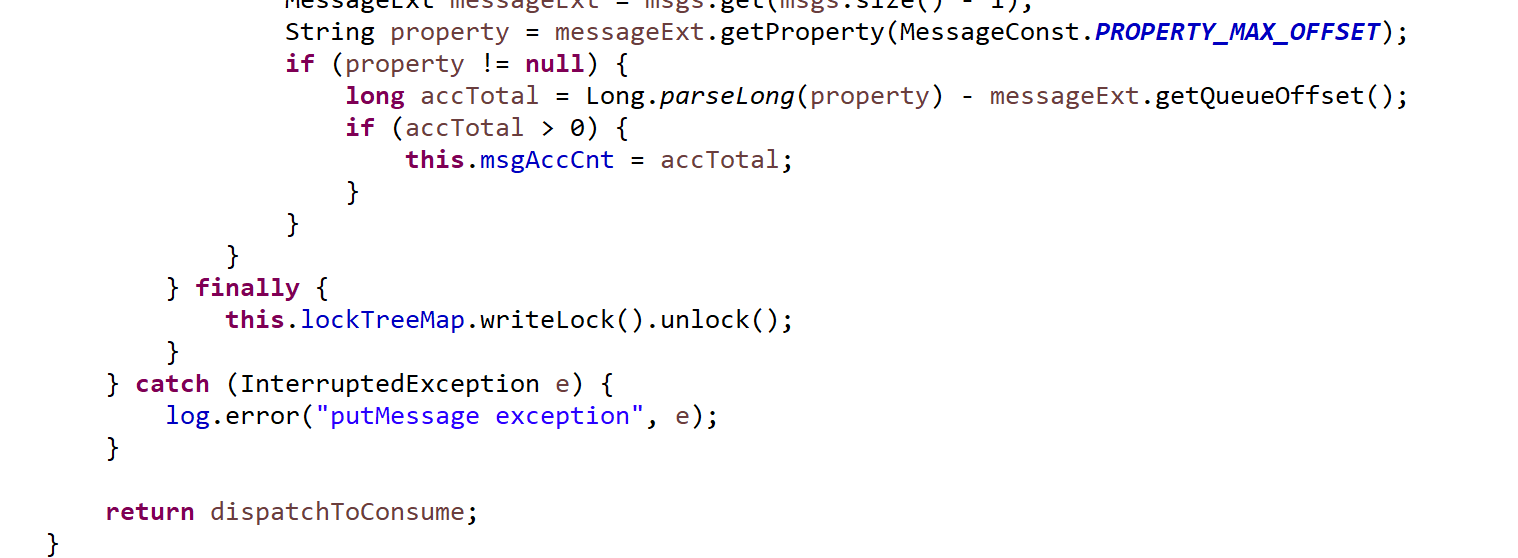 MessageExt messageExt = msgs.get(msgs.size() - 1);
String property = messageExt.getProperty(MessageConst.PROPERTY_MAX_OFFSET);
if (property != null) {
long accTotal = Long.parseLong(property) - messageExt.getQueueOffset();
if (accTotal > 0) {
this.msgAccCnt = accTotal;
}
}
}
} finally {
this.lockTreeMap.writeLock().unlock();
}
} catch (InterruptedException e) {
log.error("putMessage exception", e);
}
return dispatchToConsume;
}